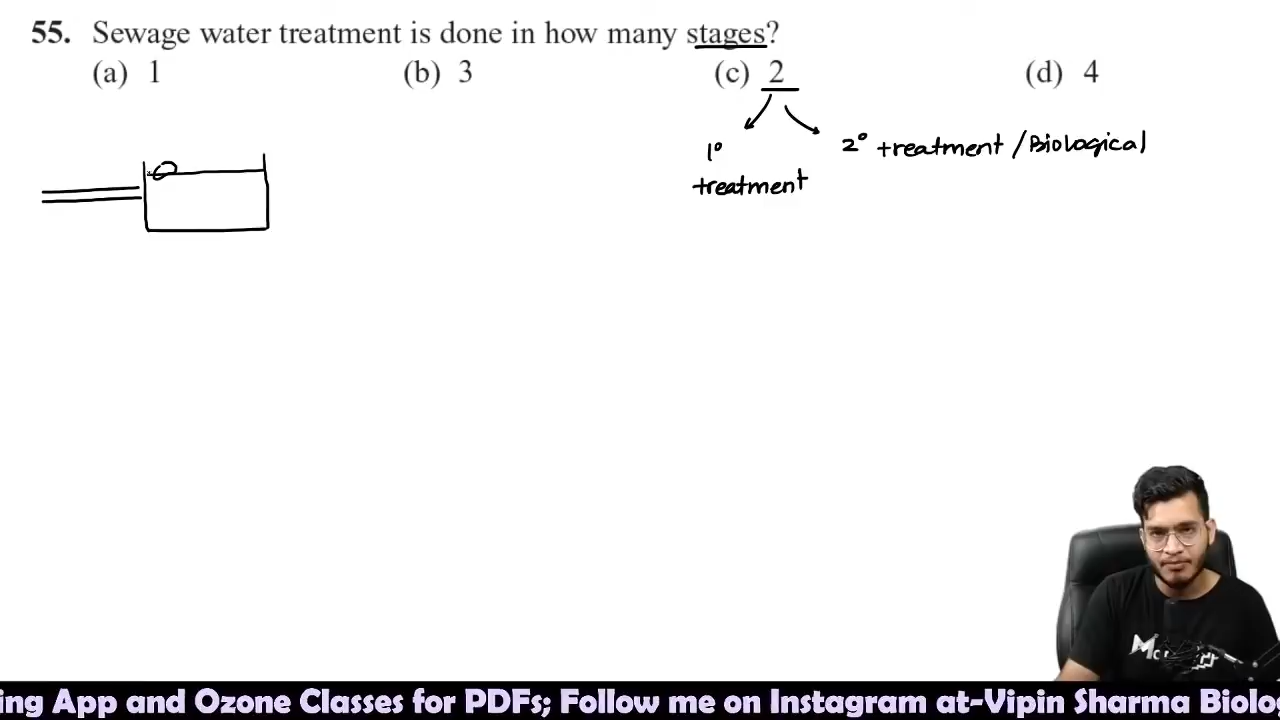 55. Sewage water treatment is done in how many stages?
(a) 1 (b) 3 (c) 2 (d) 4
1° 2° treatment / Biological
treatment
ing App and Ozone Classes for PDFs; Follow me on Instagram at-Vipin Sharma Biolo